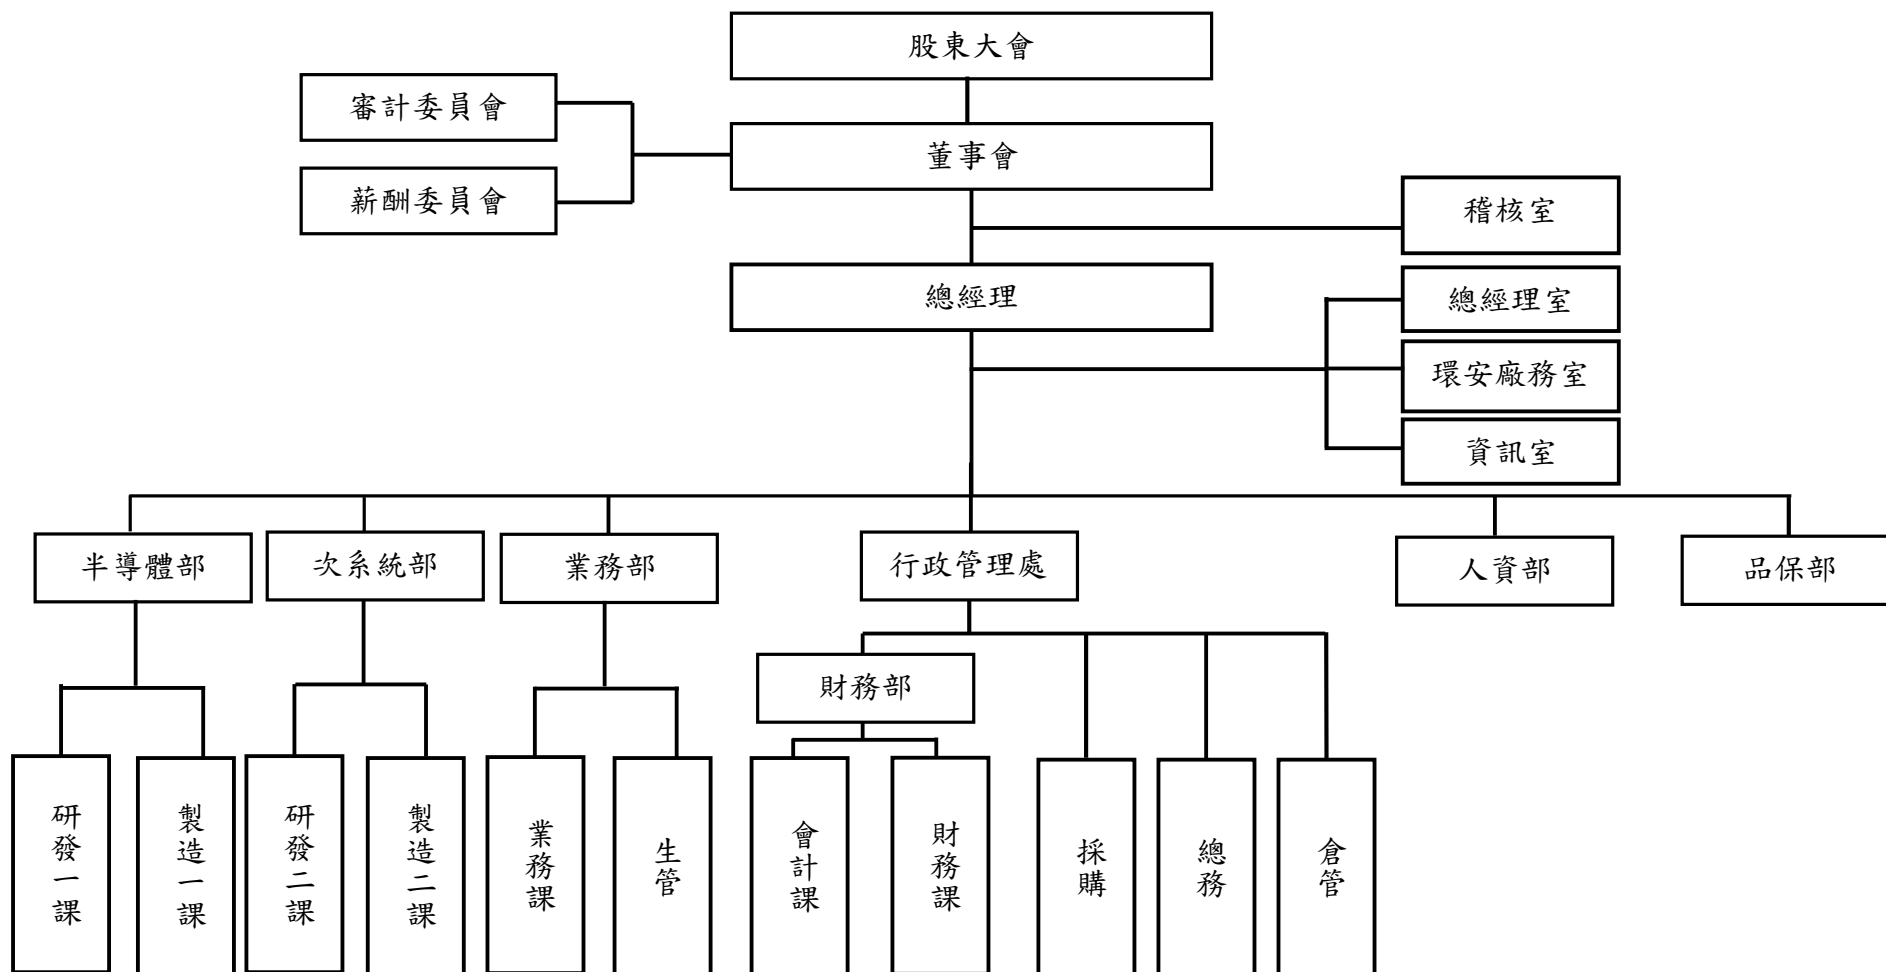 股東大會
審計委員會
董事會
薪酬委員會
稽核室
總經理
總經理室
環安廠務室
資訊室
半導體部
次系統部
業務部
行政管理處
人資部
品保部
財務部
研發一課
製造一課
研發二課
製造二課
業務課
生管
會計課
財務課
採購
總務
倉管